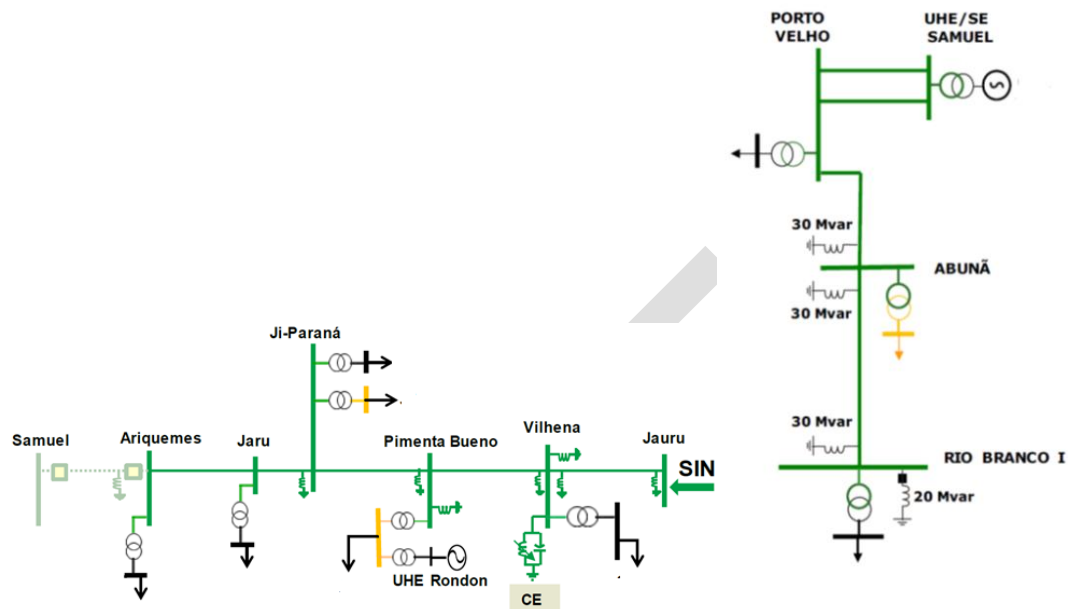 PORTO
VELHO
UHE/SE
SAMUEL
30 Mvar
ABUNÃ
30 Mvar
30 Mvar
RIO BRANCO I
20 Mvar
Ji-Paraná
Samuel
Ariquemes
Jaru
Pimenta Bueno
Vilhena
Jauru
SIN
UHE Rondon
CE